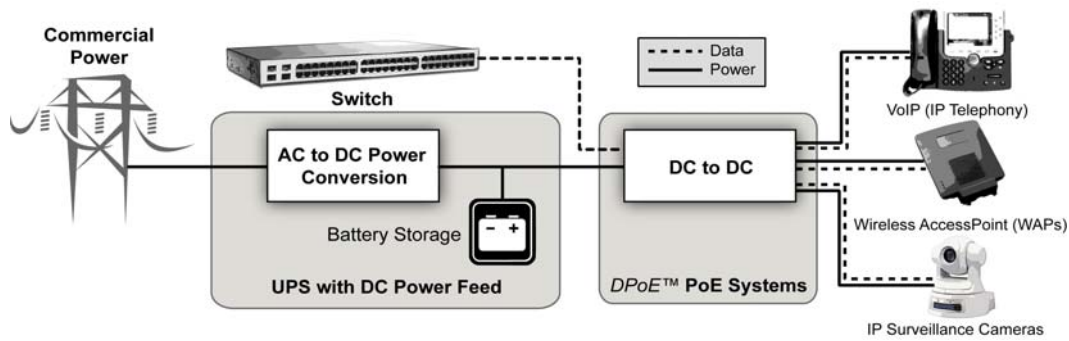 Commercial
Power
Switch
Data
Power
VoIP (IP Telephony)
AC to DC Power
Conversion
DC to DC
Battery Storage
- +
Wireless AccessPoint (WAPs)
UPS with DC Power Feed
DPoE™ PoE Systems
IP Surveillance Cameras